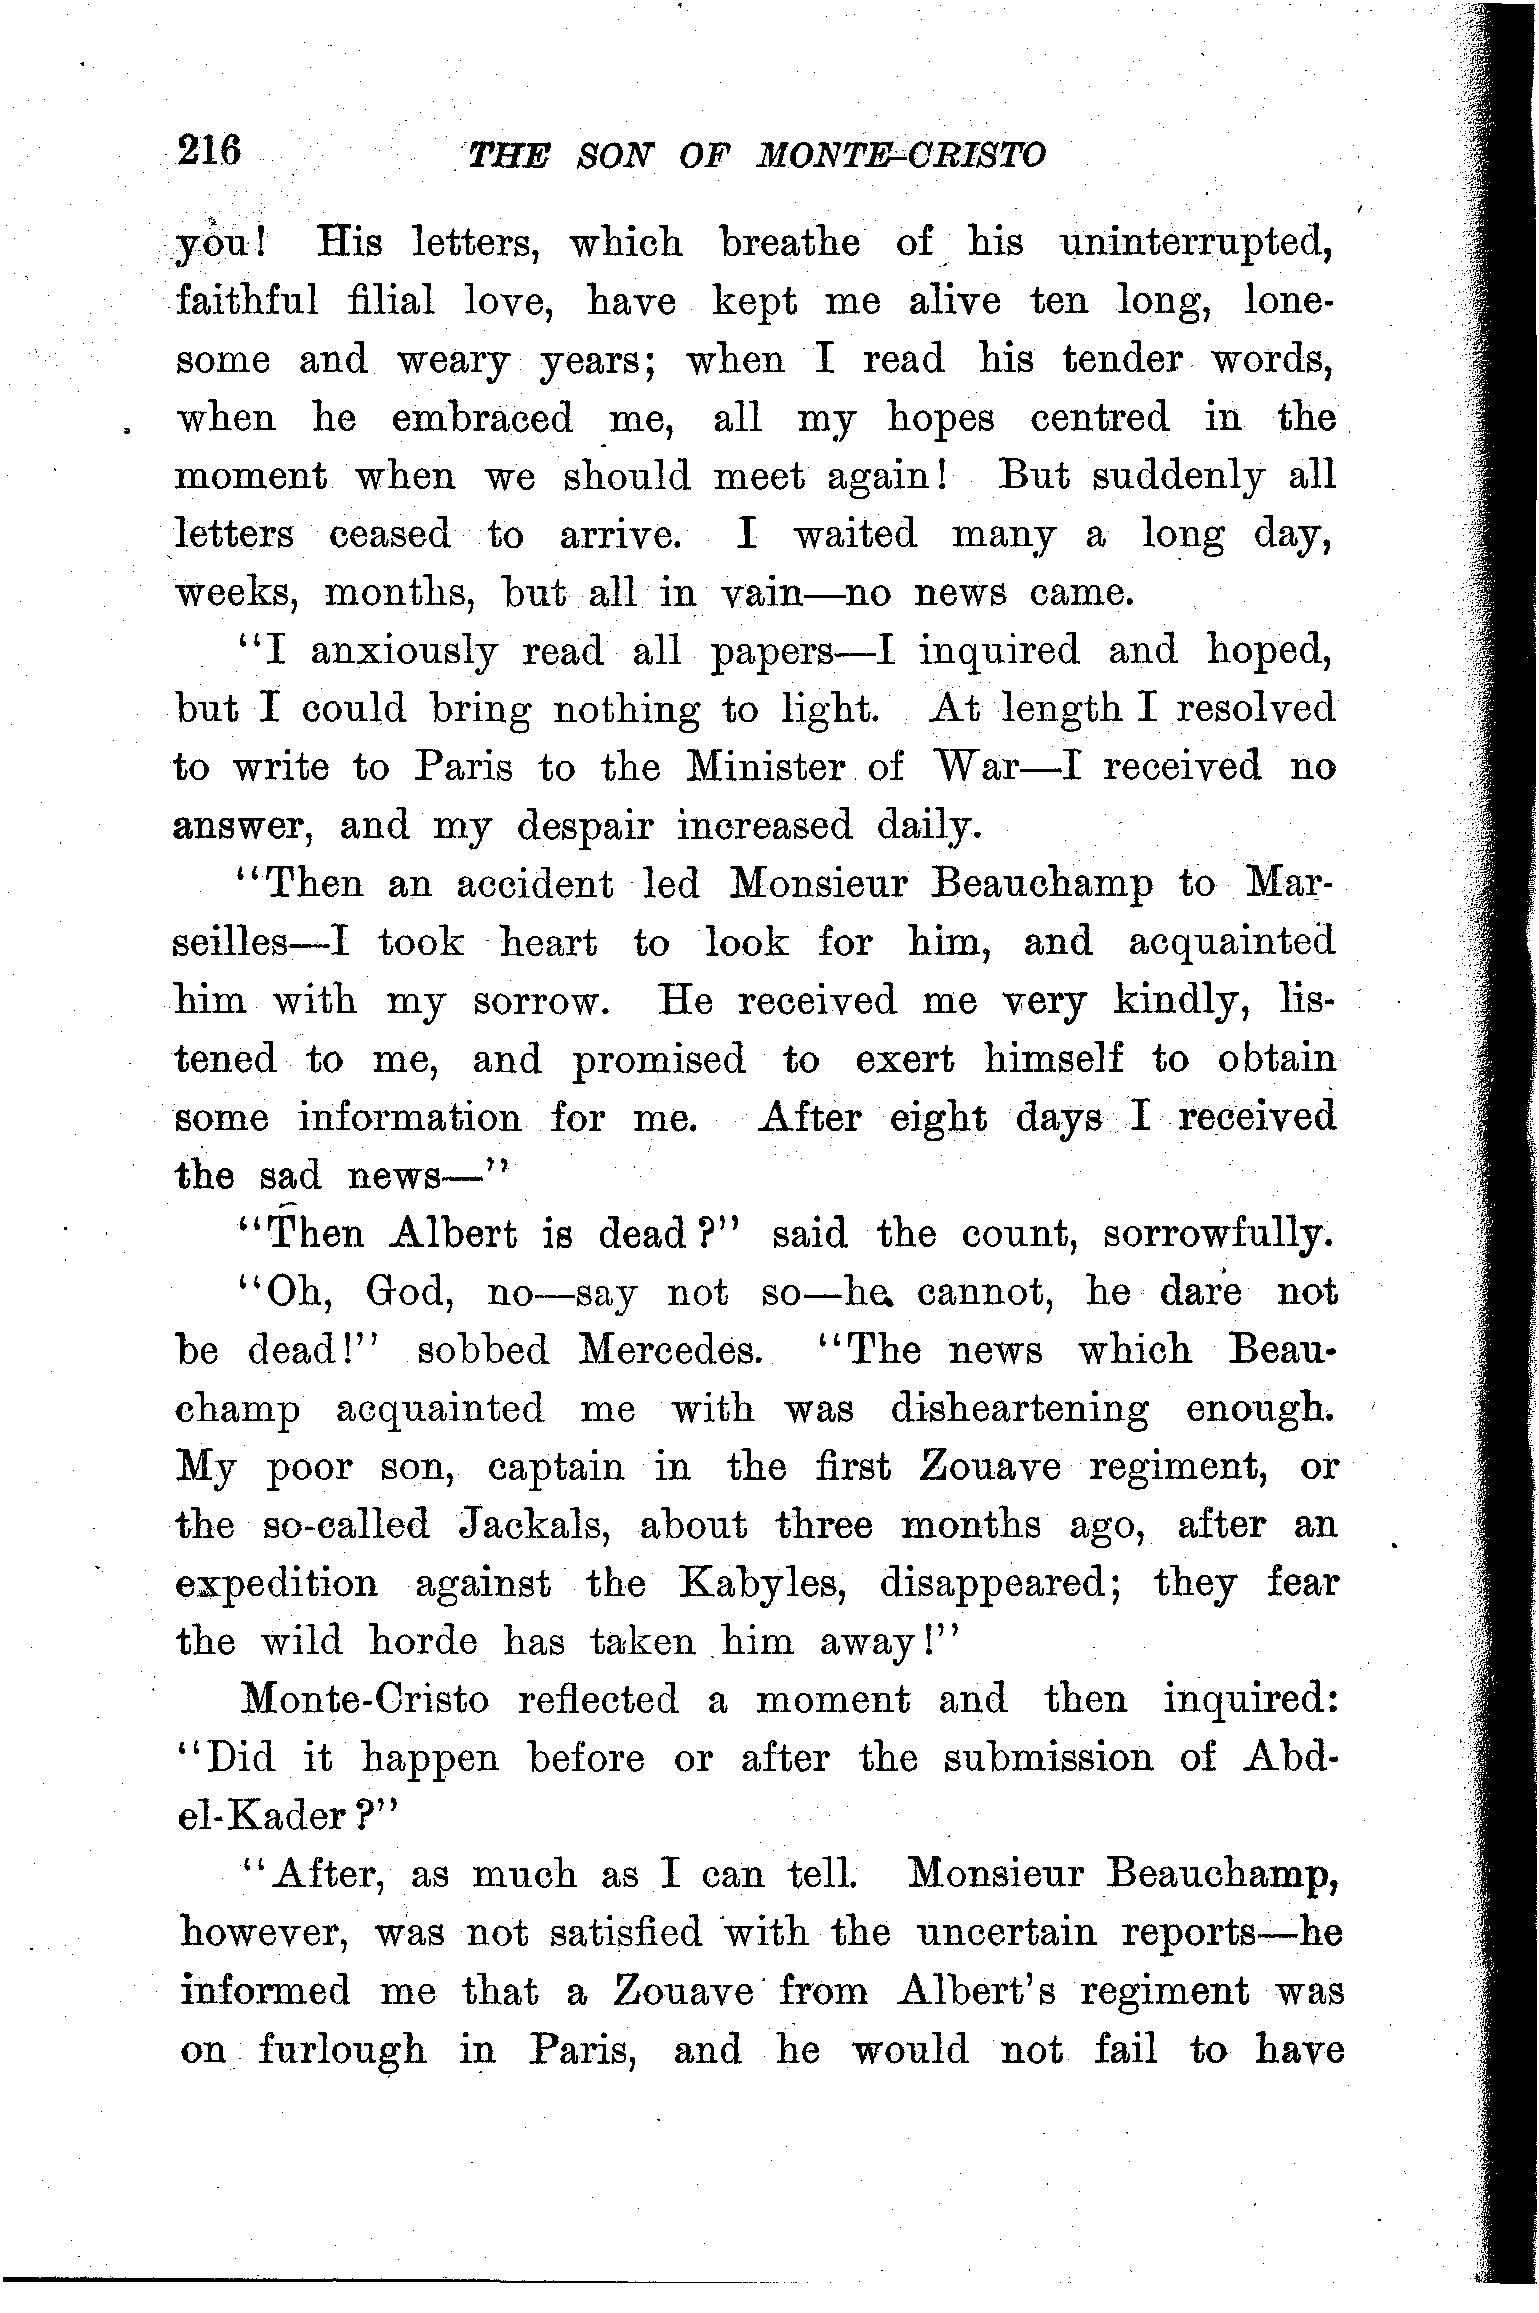 216 THE SON OF MONTE-CRISTO
you! His letters, which breathe of his uninterrupted,
faithful filial love, have kept me alive ten long, lone-
some and weary years; when I read his tender words,
when he embraced me, all my hopes centred in the
moment when we should meet again! But suddenly all
letters ceased to arrive. I waited many a long day,
weeks, months, but all in vain—no news came.
"I anxiously read all papers—I inquired and hoped,
but I could bring nothing to light. At length I resolved
to write to Paris to the Minister of War—I received no
answer, and my despair increased daily.
"Then an accident led Monsieur Beauchamp to Mar-
seilles—I took heart to look for him, and acquainted
him with my sorrow. He received me very kindly, lis-
tened to me, and promised to exert himself to obtain
some information for me. After eight days I received
the sad news—"
"Then Albert is dead?" said the count, sorrowfully.
"Oh, God, no—say not so—he cannot, he dare not
be dead!" sobbed Mercedes. "The news which Beau-
champ acquainted me with was disheartening enough.
My poor son, captain in the first Zouave regiment, or
the so-called Jackals, about three months ago, after an
expedition against the Kabyles, disappeared; they fear
the wild horde has taken him away!"
Monte-Cristo reflected a moment and then inquired:
"Did it happen before or after the submission of Abd-
el-Kader?"
"After, as much as I can tell. Monsieur Beauchamp,
however, was not satisfied with the uncertain reports—he
informed me that a Zouave from Albert's regiment was
on furlough in Paris, and he would not fail to have